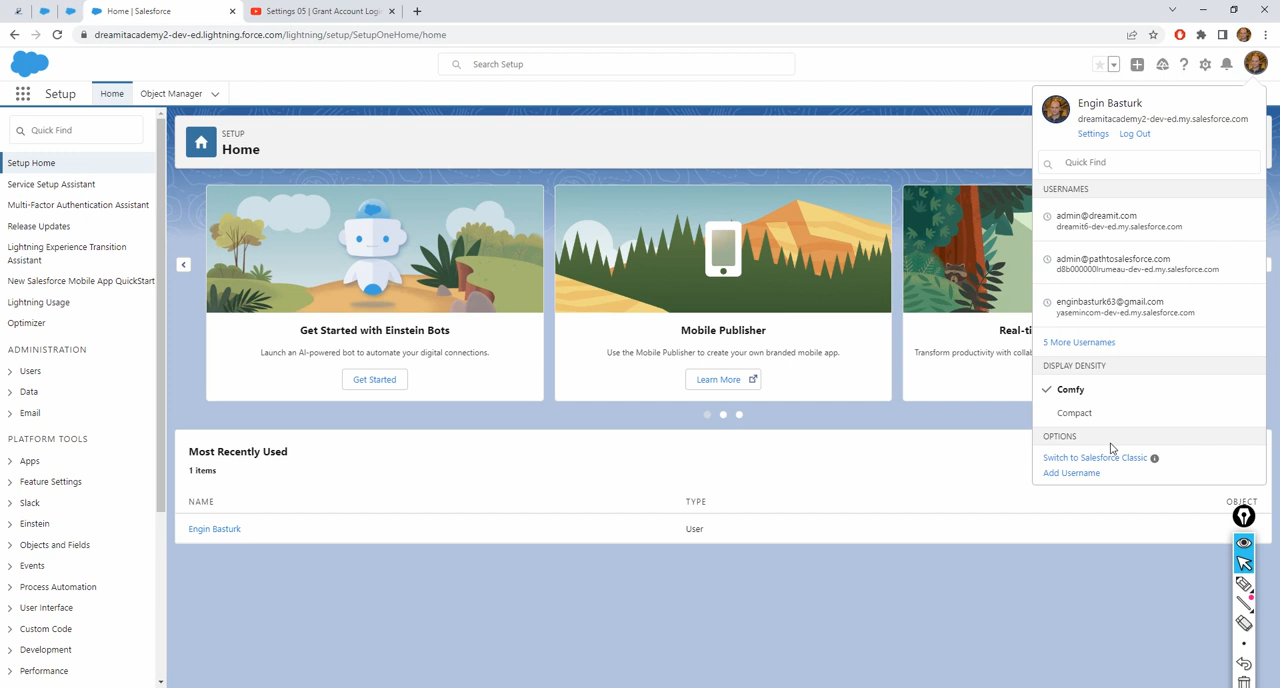 Home | Salesforce
Settings 05 | Grant Account Logi
dreamitacademy2-dev-ed.lightning.force.com/lightning/setup/SetupOneHome/home
Search Setup
Setup
Home
Object Manager
Quick Find
Setup Home
Service Setup Assistant
Multi-Factor Authentication Assistant
Release Updates
Lightning Experience Transition
Assistant
New Salesforce Mobile App QuickStart
Lightning Usage
Optimizer
ADMINISTRATION
Users
Data
Email
PLATFORM TOOLS
Apps
Feature Settings
Slack
Einstein
Objects and Fields
Events
Process Automation
User Interface
Custom Code
Development
Performance
SETUP
Home
Get Started with Einstein Bots
Launch an AI-powered bot to automate your digital connections.
Get Started
Mobile Publisher
Use the Mobile Publisher to create your own branded mobile app.
Learn More
Real-ti
Transform productivity with collab
Most Recently Used
1 items
NAME
TYPE
OBJECT
Engin Basturk
User
Engin Basturk
dreamitacademy2-dev-ed.my.salesforce.com
Settings
Log Out
Quick Find
USERNAMES
admin@dreamit.com
dreamit6-dev-ed.my.salesforce.com
admin@pathtosalesforce.com
d8b000000lrumeau-dev-ed.my.salesforce.com
enginbasturk63@gmail.com
yasemincom-dev-ed.my.salesforce.com
5 More Usernames
DISPLAY DENSITY
Comfy
Compact
OPTIONS
Switch to Salesforce Classic
Add Username